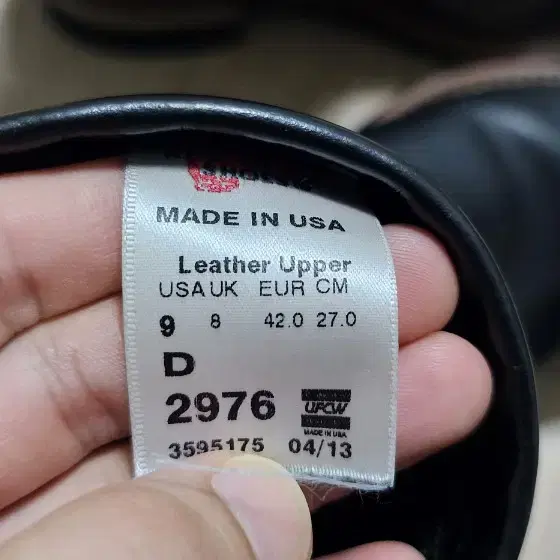 MADE IN USA
Leather Upper
USA UK EUR CM
9 8 42.0 27.0
D
2976
UFCW
MADE IN USA
3595175 04/13